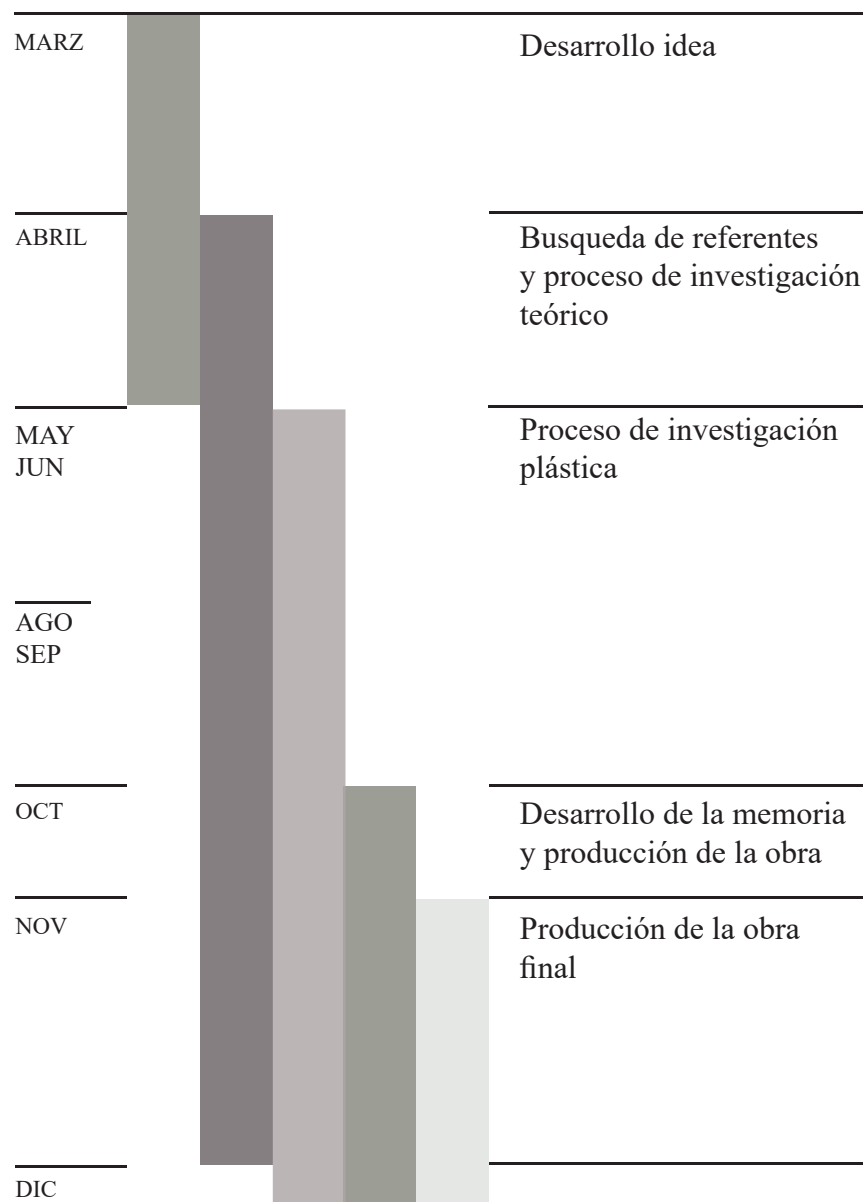 MARZ
Desarrollo idea
ABRIL
Busqueda de referentes
y proceso de investigación
teórico
MAY
JUN
Proceso de investigación
plástica
AGO
SEP
OCT
Desarrollo de la memoria
y producción de la obra
NOV
Producción de la obra
final
DIC